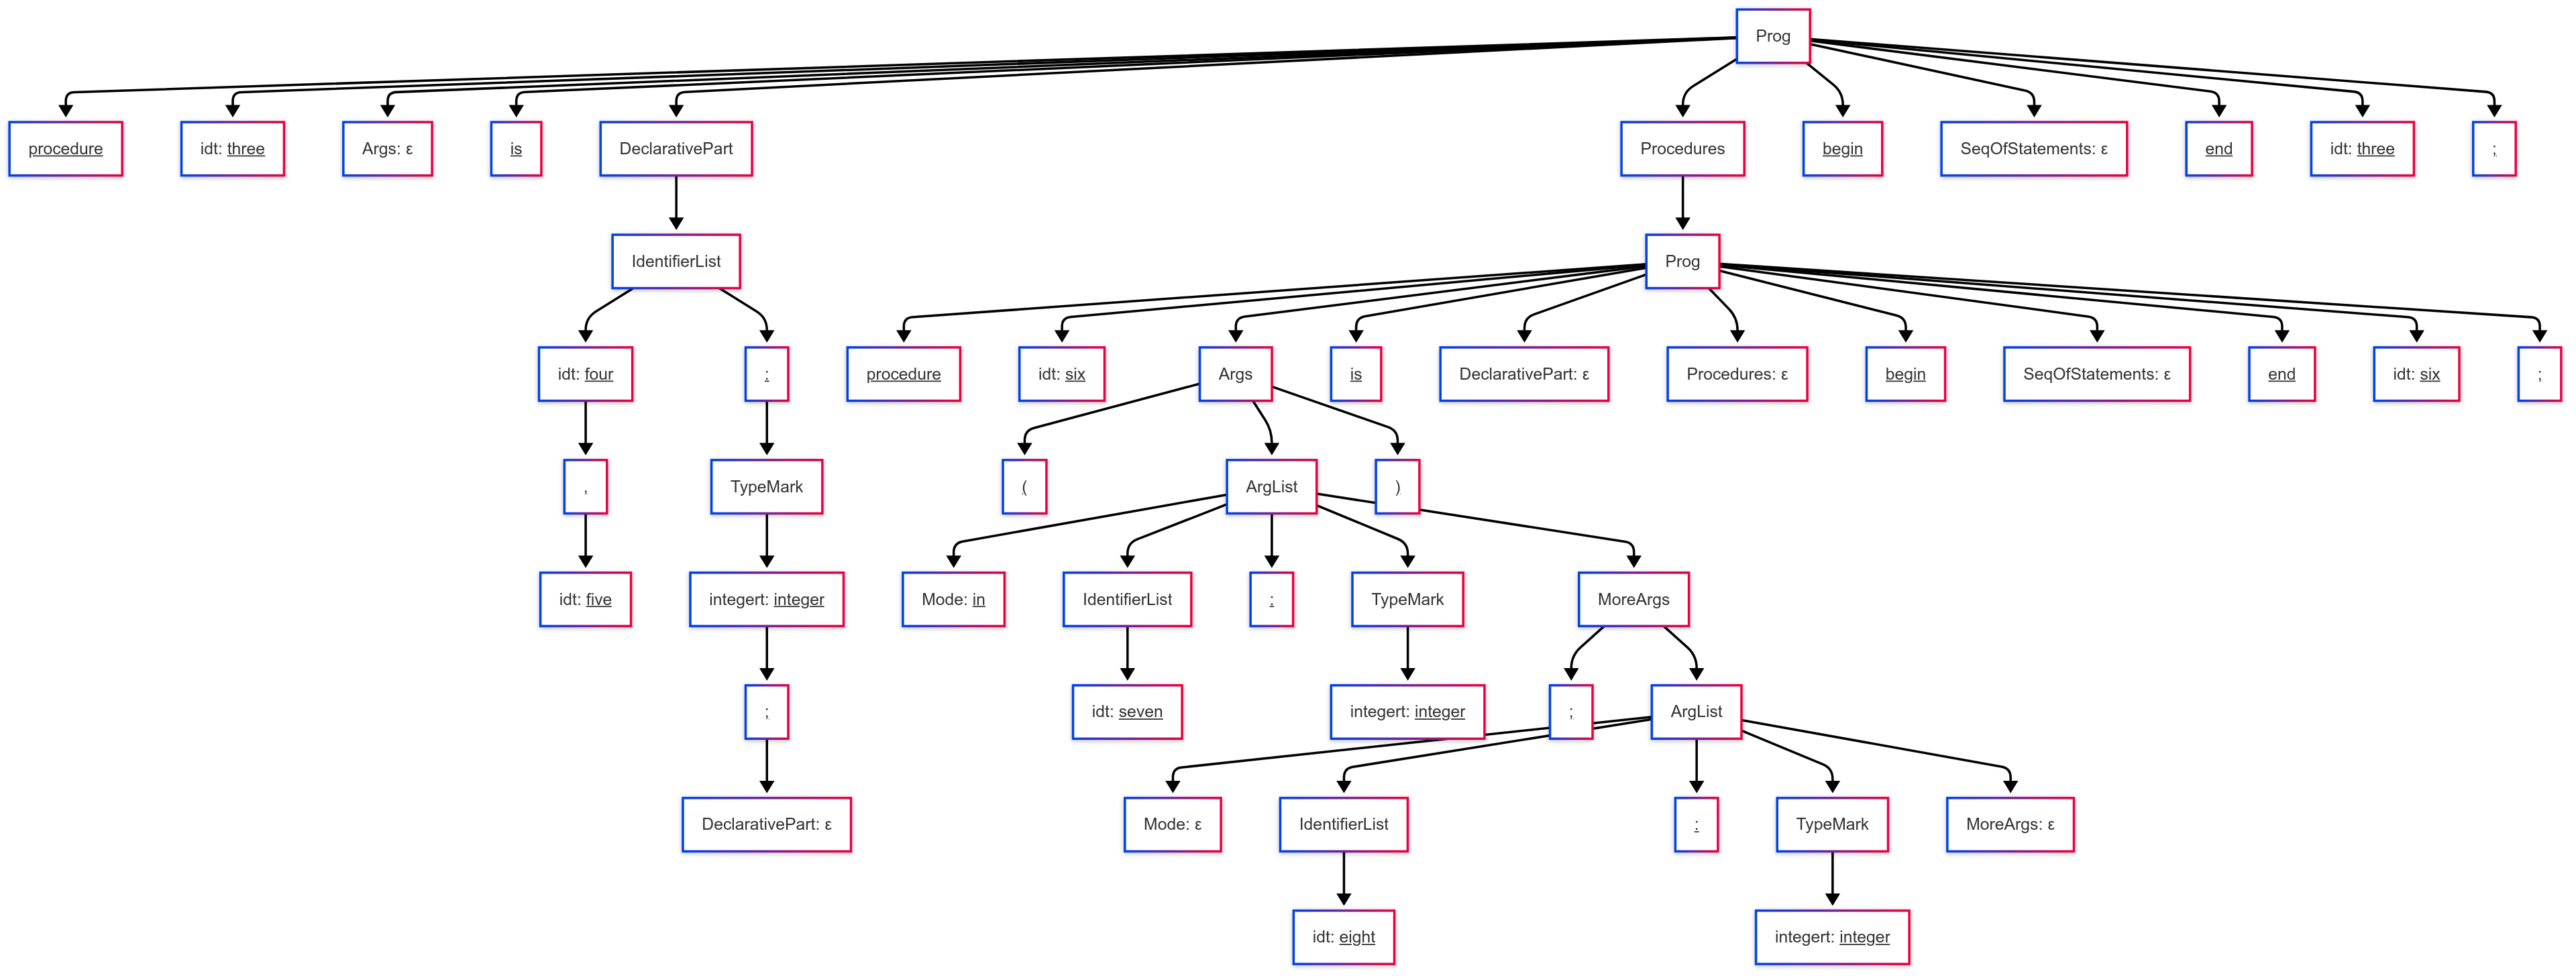 Prog
procedure
idt: three
Args: ε
is
DeclarativePart
Procedures
begin
SeqOfStatements: ε
end
idt: three
;
IdentifierList
Prog
idt: four
:
procedure
idt: six
Args
is
DeclarativePart: ε
Procedures: ε
begin
SeqOfStatements: ε
end
idt: six
;
,
TypeMark
(
ArgList
)
idt: five
integert: integer
Mode: in
IdentifierList
:
TypeMark
MoreArgs
;
idt: seven
integert: integer
;
ArgList
DeclarativePart: ε
Mode: ε
IdentifierList
:
TypeMark
MoreArgs: ε
idt: eight
integert: integer